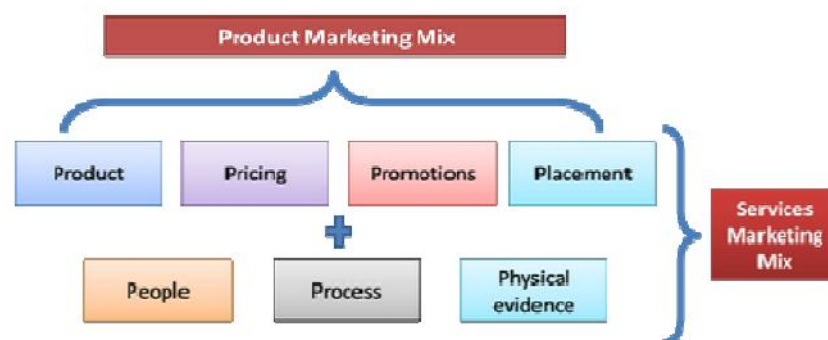 Product Marketing Mix
Product
Pricing
Promotions
Placement
Services
Marketing
Mix
People
Process
Physical
evidence